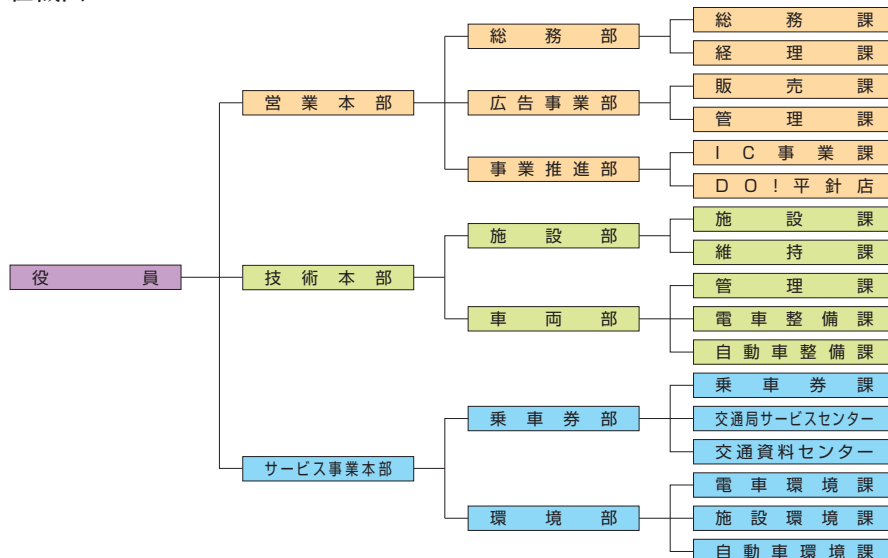 総務課
総務部
経理課
販売課
営業本部
広告事業部
管理課
IC事業課
事業推進部
DO!平針店
施設課
施設部
維持課
役員
技術本部
管理課
車両部
電車整備課
自動車整備課
乗車券課
乗車券部
交通局サービスセンター
交通資料センター
サービス事業本部
電車環境課
環境部
施設環境課
自動車環境課